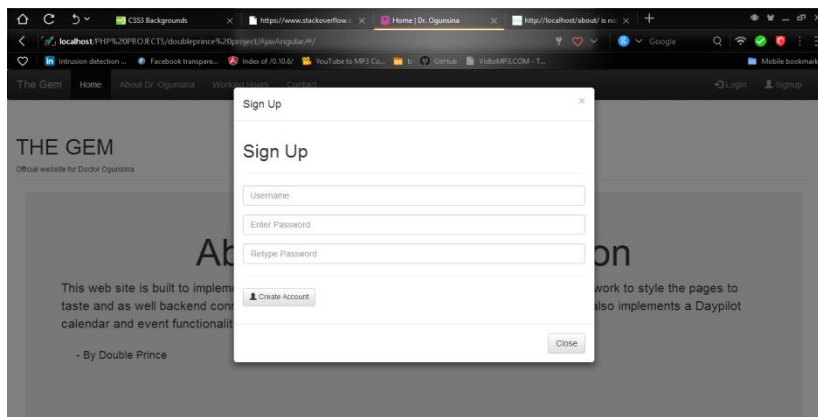 CSS3 Backgrounds
https://www.stackoverflow.c
Home | Dr. Ogunsina
http://localhost/about/ is not
localhost/PHP%20PROJECTS/doubleprince%20project/AjaxAngular/#/
Google
Intrusion detection ...
Facebook transpare...
Index of /0.10.6/
YouTube to MP3 Co...
b
GitHub
VidtoMP3.COM - T...
Mobile bookmark
The Gem
Home
About Dr. Ogunsina
Working Hours
Contact
Login
Signup
THE GEM
Official website for Doctor Ogunsina
Sign Up
×
Sign Up
Username
Enter Password
Retype Password
Create Account
Close
Ab
on
This web site is built to implem
work to style the pages to
taste and as well backend con
also implements a Daypilot
calendar and event functionalit
- By Double Prince